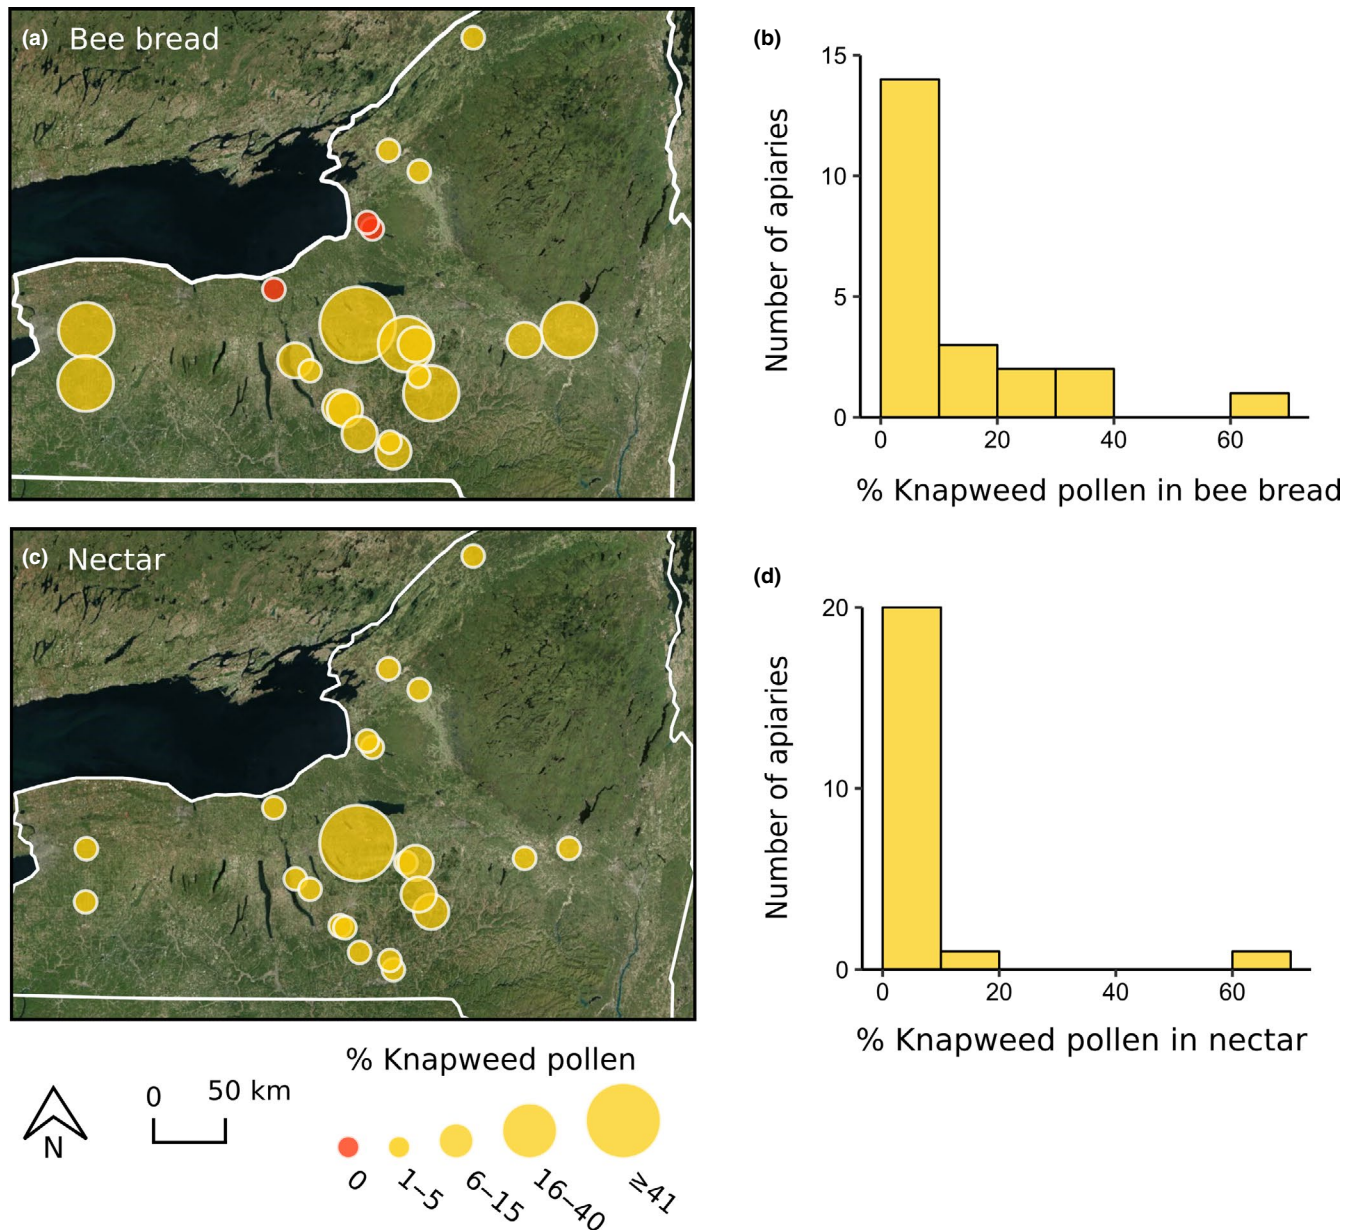 (a) Bee bread
(b)
15
10
5
0
0 20 40 60
Number of apiaries
% Knapweed pollen in bee bread
(c) Nectar
(d)
20
10
0
0 20 40 60
Number of apiaries
% Knapweed pollen in nectar
% Knapweed pollen
N
0 50 km
0 1–5 6–15 16–40 ≥41